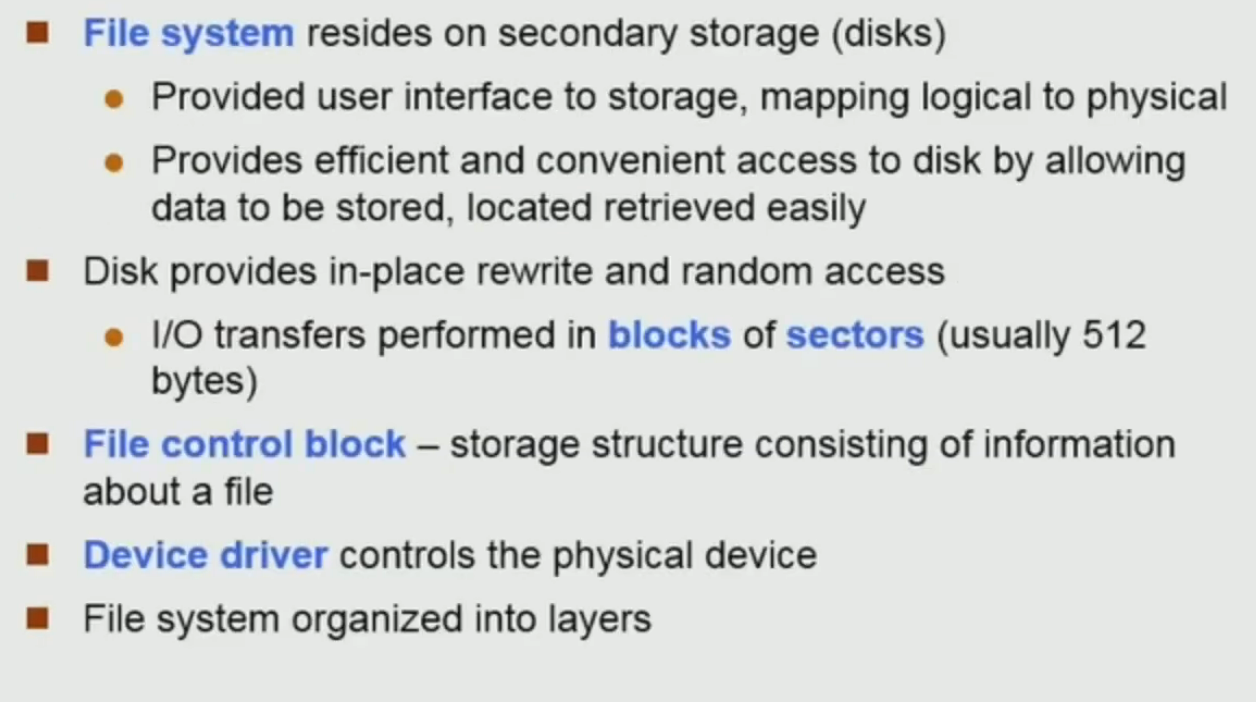 File system resides on secondary storage (disks)
Provided user interface to storage, mapping logical to physical
Provides efficient and convenient access to disk by allowing
data to be stored, located retrieved easily
Disk provides in-place rewrite and random access
I/O transfers performed in blocks of sectors (usually 512
bytes)
File control block – storage structure consisting of information
about a file
Device driver controls the physical device
File system organized into layers